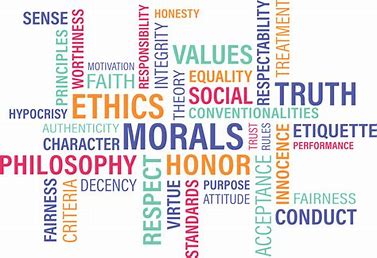 SENSE
PRINCIPLES
WORTHINESS
MOTIVATION
FAITH
RESPONSIBILITY
HONESTY
INTEGRITY
VALUES
RESPECTABILITY
TREATMENT
EQUALITY
THEORY
SOCIAL
TRUTH
HYPOCRISY
ETHICS
CONVENTIONALITIES
AUTHENTICITY
MORALS
TRUST
RULES
ETIQUETTE
CHARACTER
PERFORMANCE
PHILOSOPHY
HONOR
INNOCENCE
ACCEPTANCE
FAIRNESS
CRITERIA
DECENCY
RESPECT
VIRTUE
STANDARDS
PURPOSE
ATTITUDE
FAIRNESS
CONDUCT